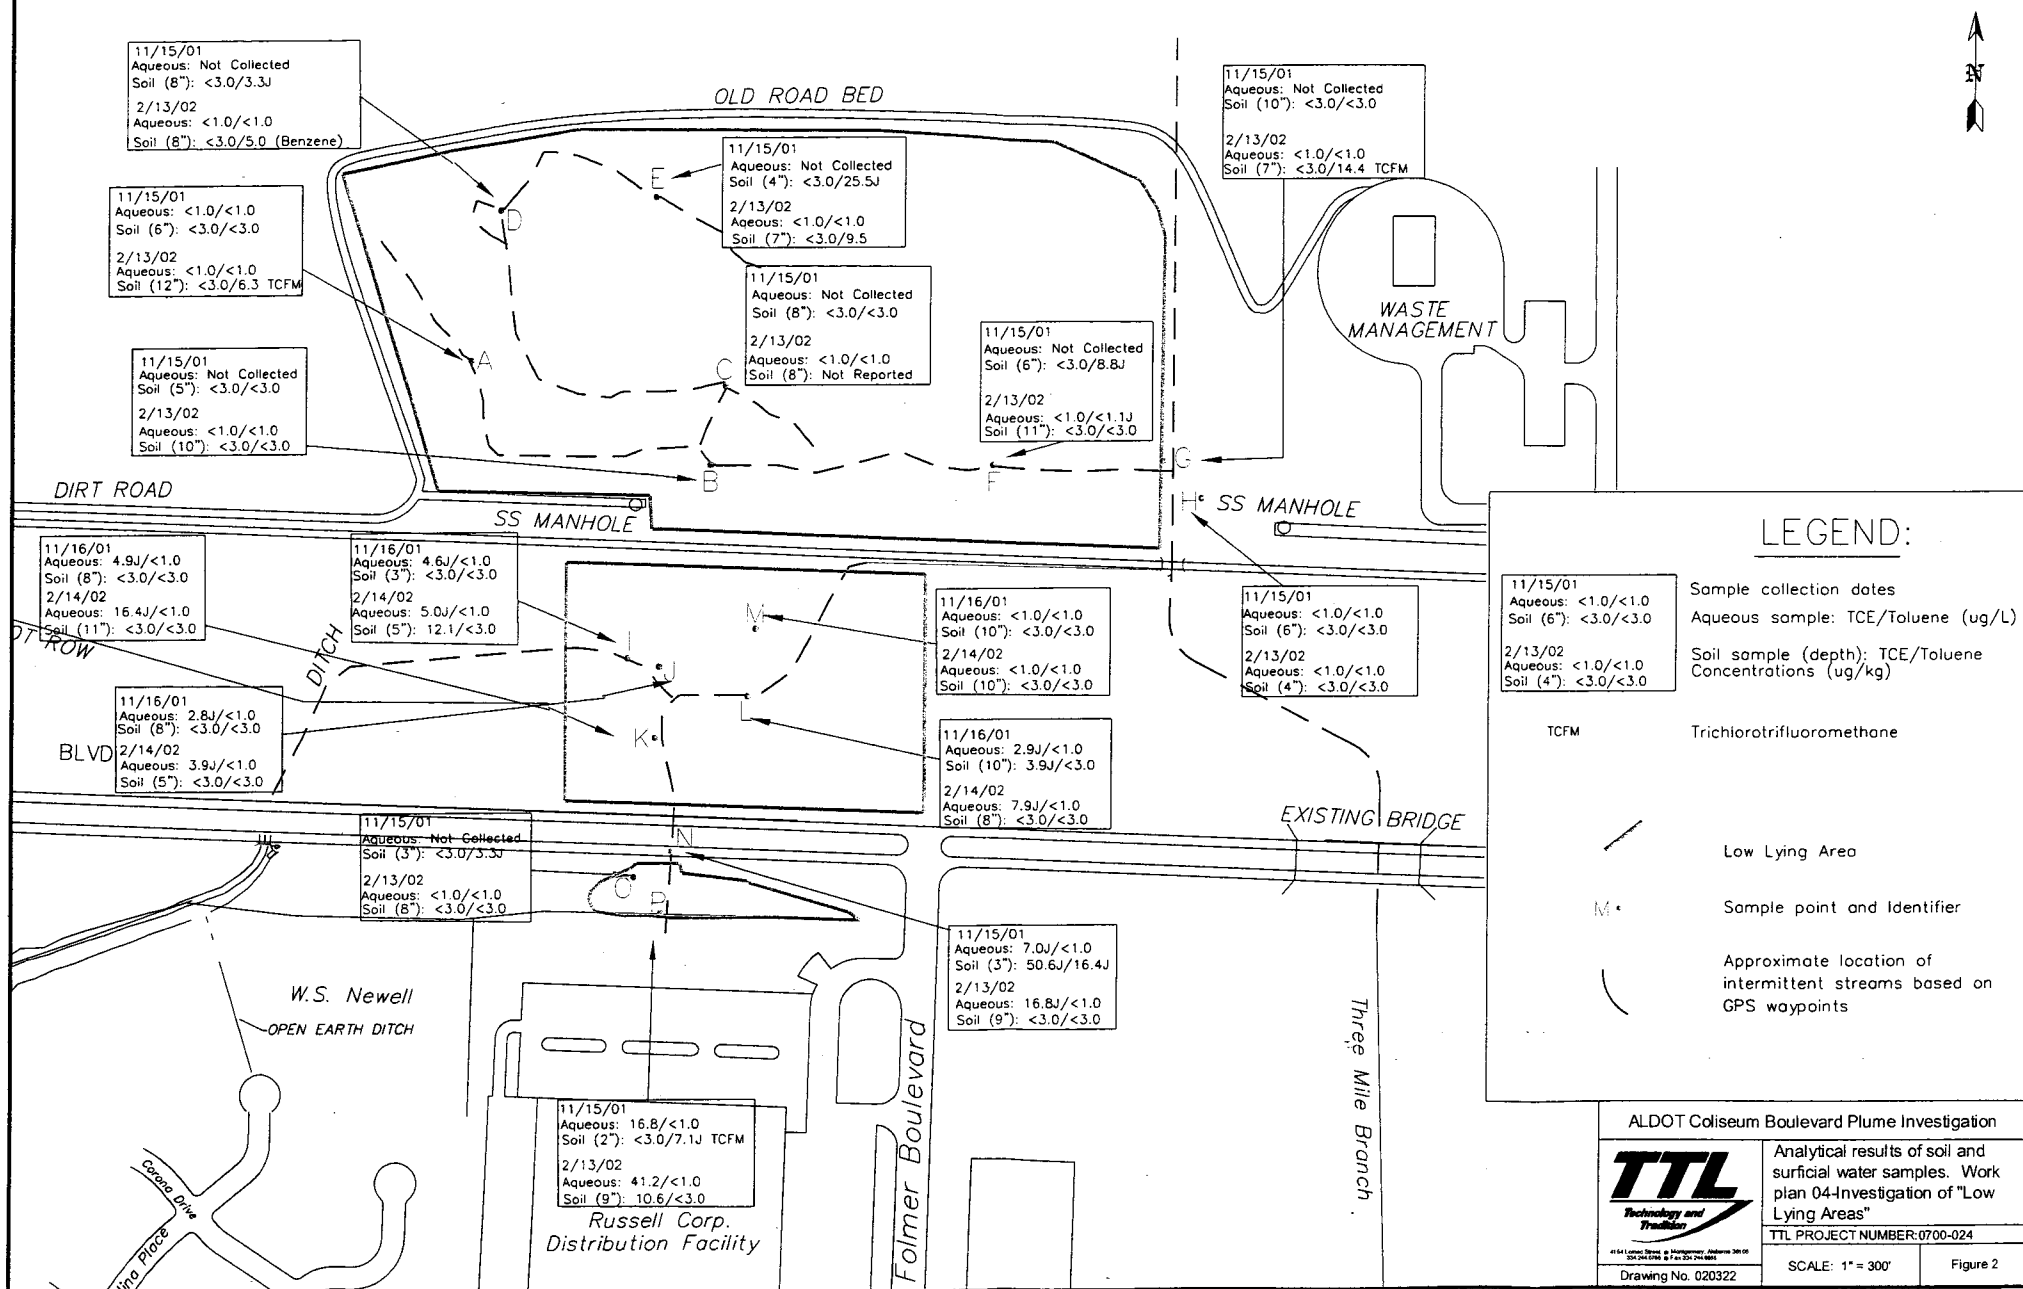 11/15/01
Aqueous: Not Collected
Soil (8"): <3.0/3.3J
2/13/02
Aqueous: <1.0/<1.0
Soil (8"): <3.0/5.0 (Benzene)
OLD ROAD BED
11/15/01
Aqueous: Not Collected
Soil (10"): <3.0/<3.0
2/13/02
Aqueous: <1.0/<1.0
Soil (7"): <3.0/14.4 TCFM
N
11/15/01
Aqueous: Not Collected
Soil (4"): <3.0/25.5J
2/13/02
Aqeous: <1.0/<1.0
Soil (7"): <3.0/9.5
E
D
11/15/01
Aqueous: <1.0/<1.0
Soil (6"): <3.0/<3.0
2/13/02
Aqueous: <1.0/<1.0
Soil (12"): <3.0/6.3 TCFM
11/15/01
Aqueous: Not Collected
Soil (8"): <3.0/<3.0
2/13/02
Aqueous: <1.0/<1.0
Soil (8"): Not Reported
WASTE
MANAGEMENT
11/15/01
Aqueous: Not Collected
Soil (6"): <3.0/8.8J
2/13/02
Aqueous: <1.0/<1.1J
Soil (11"): <3.0/<3.0
11/15/01
Aqueous: Not Collected
Soil (5"): <3.0/<3.0
2/13/02
Aqueous: <1.0/<1.0
Soil (10"): <3.0/<3.0
A
C
B
F
G
H
DIRT ROAD
SS MANHOLE
SS MANHOLE
11/16/01
Aqueous: 4.9J/<1.0
Soil (8"): <3.0/<3.0
2/14/02
Aqueous: 16.4J/<1.0
Soil (11"): <3.0/<3.0
11/16/01
Aqueous: 4.6J/<1.0
Soil (3"): <3.0/<3.0
2/14/02
Aqueous: 5.0J/<1.0
Soil (5"): 12.1/<3.0
11/16/01
Aqueous: <1.0/<1.0
Soil (10"): <3.0/<3.0
2/14/02
Aqueous: <1.0/<1.0
Soil (10"): <3.0/<3.0
11/15/01
Aqueous: <1.0/<1.0
Soil (6"): <3.0/<3.0
2/13/02
Aqueous: <1.0/<1.0
Soil (4"): <3.0/<3.0
OT ROW
DITCH
M
I
J
L
K
11/16/01
Aqueous: 2.8J/<1.0
Soil (8"): <3.0/<3.0
2/14/02
Aqueous: 3.9J/<1.0
Soil (5"): <3.0/<3.0
BLVD
11/16/01
Aqueous: 2.9J/<1.0
Soil (10"): 3.9J/<3.0
2/14/02
Aqueous: 7.9J/<1.0
Soil (8"): <3.0/<3.0
EXISTING BRIDGE
11/15/01
Aqueous: Not Collected
Soil (3"): <3.0/3.3J
2/13/02
Aqueous: <1.0/<1.0
Soil (8"): <3.0/<3.0
N
O
P
11/15/01
Aqueous: 7.0J/<1.0
Soil (3"): 50.6J/16.4J
2/13/02
Aqueous: 16.8J/<1.0
Soil (9"): <3.0/<3.0
W.S. Newell
OPEN EARTH DITCH
11/15/01
Aqueous: 16.8/<1.0
Soil (2"): <3.0/7.1J TCFM
2/13/02
Aqueous: 41.2/<1.0
Soil (9"): 10.6/<3.0
Russell Corp.
Distribution Facility
Folmer Boulevard
Three Mile Branch
Corona Drive
lina Place
LEGEND:
11/15/01
Aqueous: <1.0/<1.0
Soil (6"): <3.0/<3.0
2/13/02
Aqueous: <1.0/<1.0
Soil (4"): <3.0/<3.0
Sample collection dates
Aqueous sample: TCE/Toluene (ug/L)
Soil sample (depth): TCE/Toluene
Concentrations (ug/kg)
TCFM
Trichlorotrifluoromethane
Low Lying Area
M
Sample point and Identifier
Approximate location of
intermittent streams based on
GPS waypoints
ALDOT Coliseum Boulevard Plume Investigation
TTL
Technology and
Tradition
Analytical results of soil and
surficial water samples. Work
plan 04-Investigation of "Low
Lying Areas"
TTL PROJECT NUMBER:0700-024
Drawing No. 020322
SCALE: 1" = 300'
Figure 2